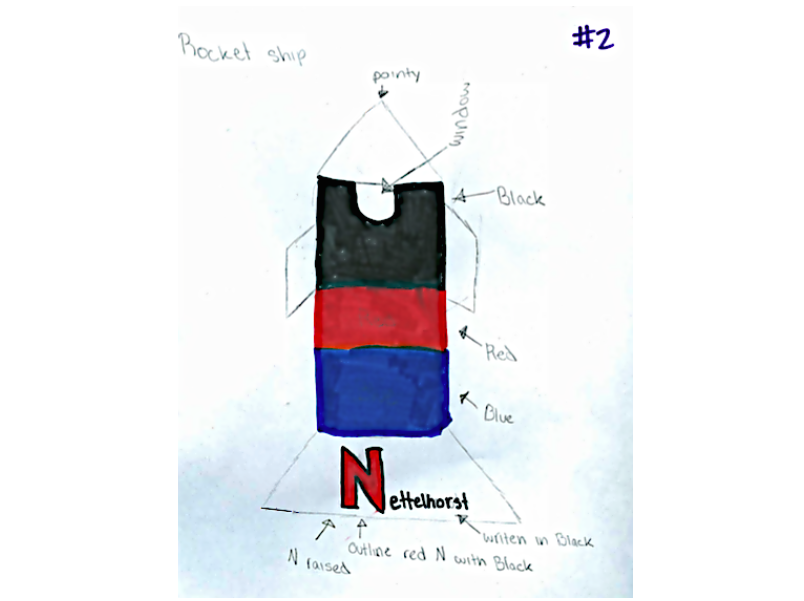 Rocket ship
#2
pointy
window
Black
Red
Blue
Nettelhorst
writen in Black
Outline red N with Black
N raised